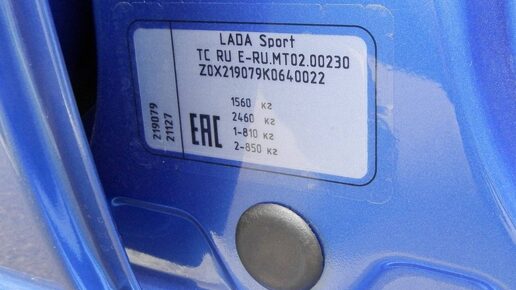 LADA Sport
TC RU E-RU.MT02.00230
Z0X219079K0640022
1560 кг
2460 кг
1-810 кг
2-850 кг
EAC
219079
21127